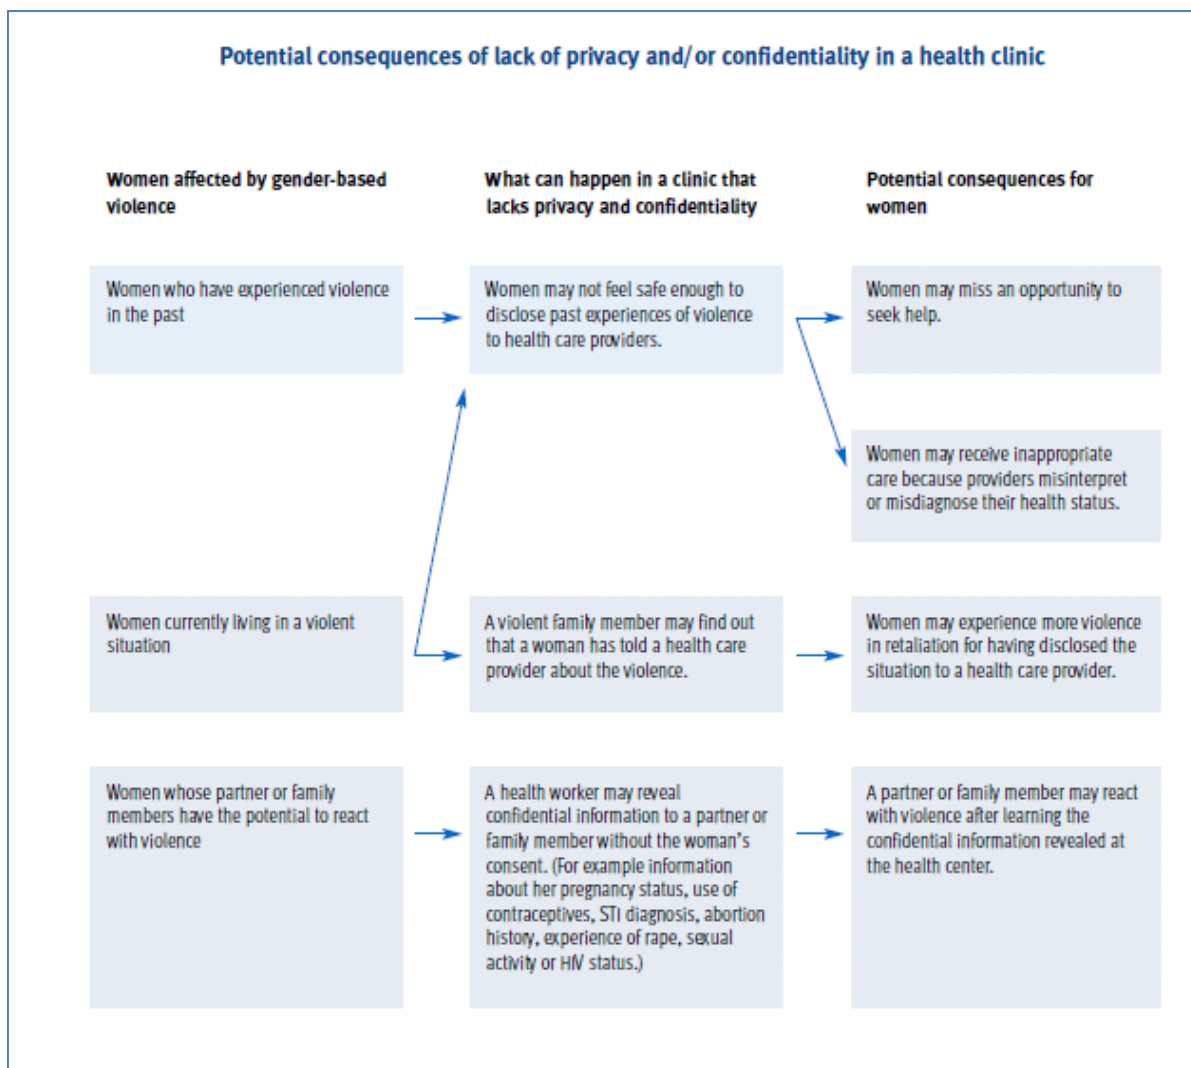 Potential consequences of lack of privacy and/or confidentiality in a health clinic
Women affected by gender-based
violence
What can happen in a clinic that
lacks privacy and confidentiality
Potential consequences for
women
Women who have experienced violence
in the past
Women may not feel safe enough to
disclose past experiences of violence
to health care providers.
Women may miss an opportunity to
seek help.
Women may receive inappropriate
care because providers misinterpret
or misdiagnose their health status.
Women currently living in a violent
situation
A violent family member may find out
that a woman has told a health care
provider about the violence.
Women may experience more violence
in retaliation for having disclosed the
situation to a health care provider.
Women whose partner or family
members have the potential to react
with violence
A health worker may reveal
confidential information to a partner or
family member without the woman's
consent. (For example information
about her pregnancy status, use of
contraceptives, STI diagnosis, abortion
history, experience of rape, sexual
activity or HIV status.)
A partner or family member may react
with violence after learning the
confidential information revealed at
the health center.